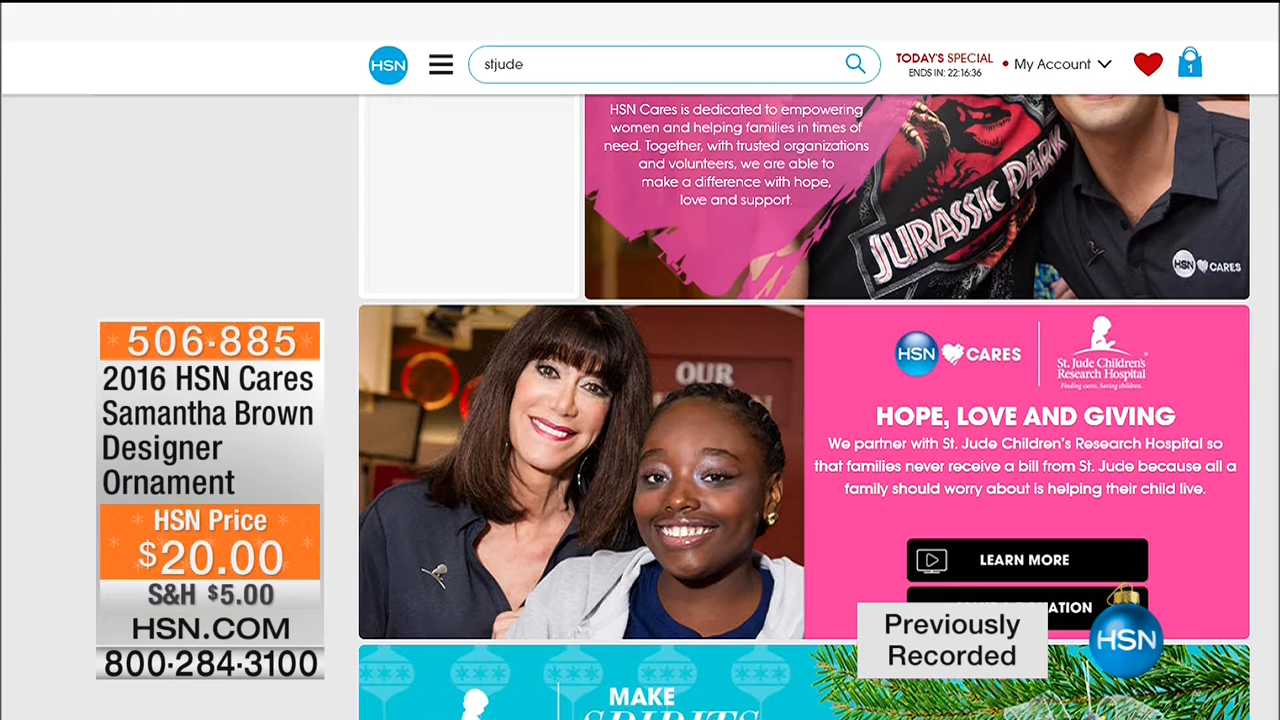 HSN
stjude
TODAY'S SPECIAL
ENDS IN: 22:16:36
My Account
1
HSN Cares is dedicated to empowering
women and helping families in times of
need. Together, with trusted organizations
and volunteers, we are able to
make a difference with hope,
love and support.
JURASSIC PARK
HSN CARES
506-885
2016 HSN Cares
Samantha Brown
Designer
Ornament
HSN Price
$20.00
S&H $5.00
HSN.COM
800-284-3100
OUR
HSN CARES
St. Jude Children's
Research Hospital
Finding cures. Saving children.
HOPE, LOVE AND GIVING
We partner with St. Jude Children's Research Hospital so
that families never receive a bill from St. Jude because all a
family should worry about is helping their child live.
LEARN MORE
Previously
Recorded
HSN
MAKE
SPIRITS